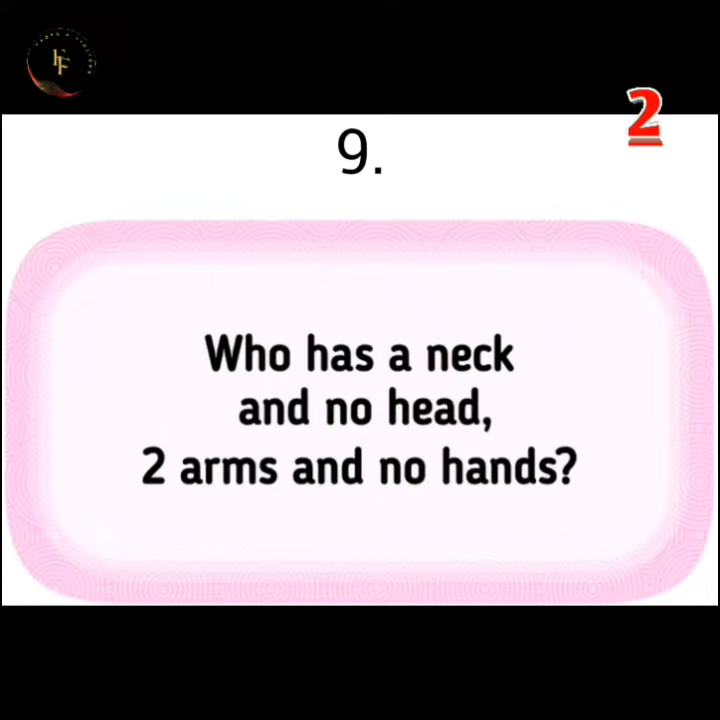 2
9.
Who has a neck
and no head,
2 arms and no hands?